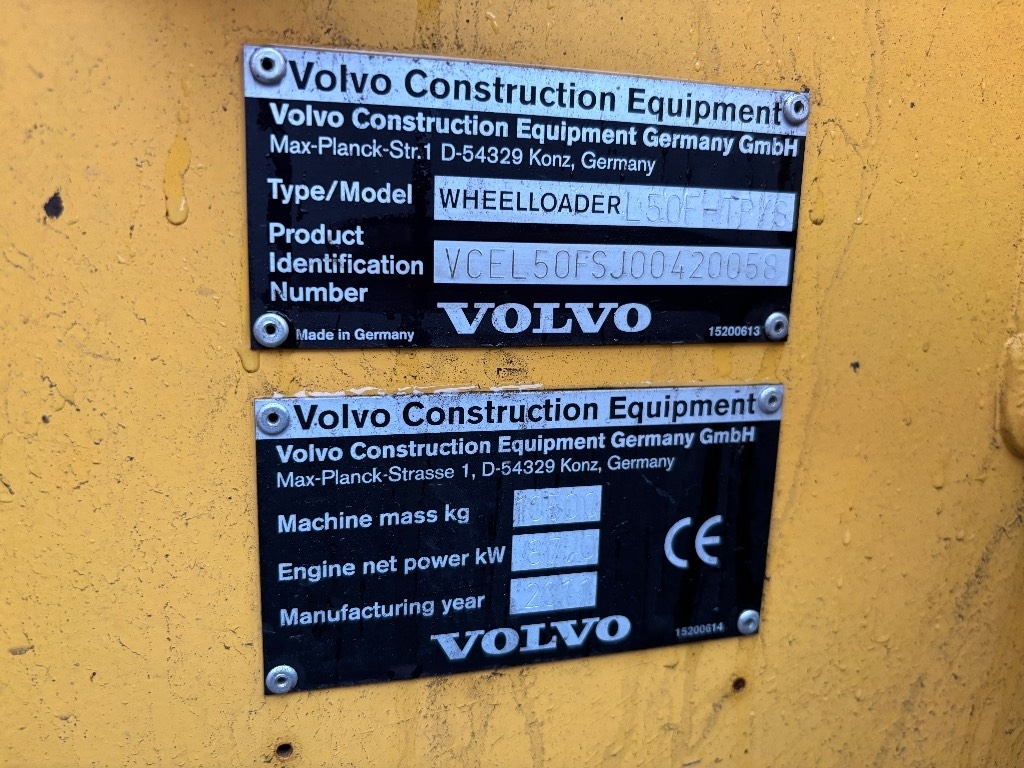 Volvo Construction Equipment
Volvo Construction Equipment Germany GmbH
Max-Planck-Str.1 D-54329 Konz, Germany
Type/Model WHEELLOADER L50F-TP/S
Product
Identification VCEL50FSJ00420058
Number
Made in Germany VOLVO 15200613
Volvo Construction Equipment
Volvo Construction Equipment Germany GmbH
Max-Planck-Strasse 1, D-54329 Konz, Germany
Machine mass kg
Engine net power kW
CE
Manufacturing year
VOLVO 15200614